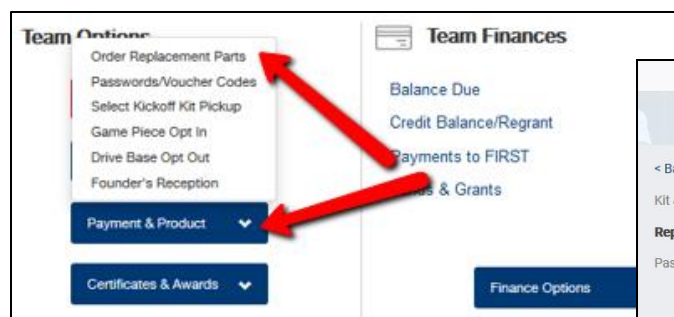 Team Options
Order Replacement Parts
Passwords/Voucher Codes
Select Kickoff Kit Pickup
Game Piece Opt In
Drive Base Opt Out
Founder's Reception
Payment & Product
Certificates & Awards
Team Finances
Balance Due
Credit Balance/Regrant
Payments to FIRST
& Grants
Finance Options
< Ba
Kit
Rep
Pas